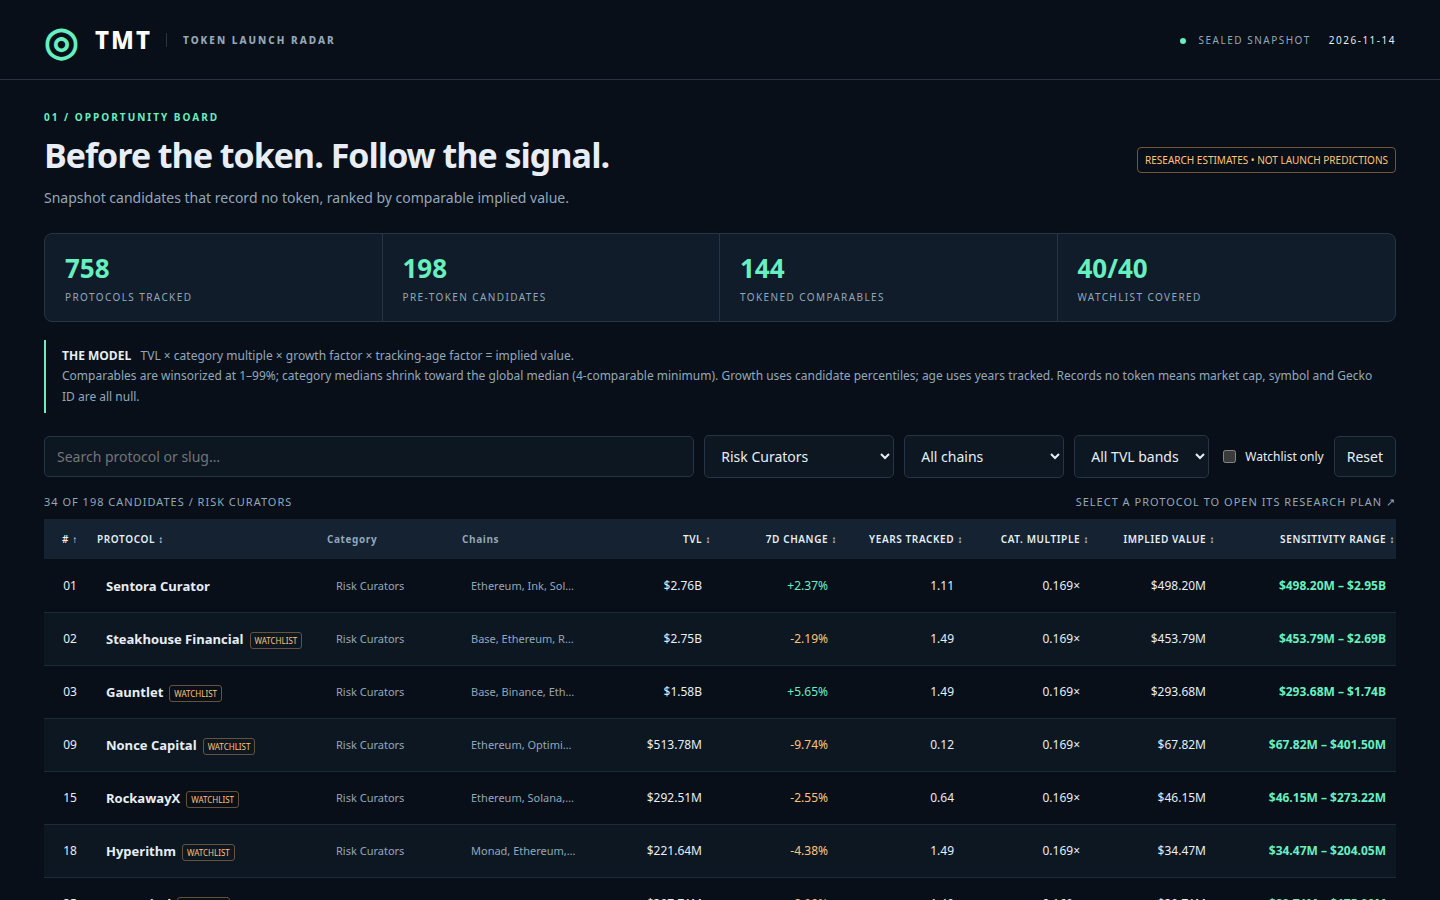 TMT
TOKEN LAUNCH RADAR
SEALED SNAPSHOT 2026-11-14
01 / OPPORTUNITY BOARD
Before the token. Follow the signal.
RESEARCH ESTIMATES • NOT LAUNCH PREDICTIONS
Snapshot candidates that record no token, ranked by comparable implied value.
758
PROTOCOLS TRACKED
198
PRE-TOKEN CANDIDATES
144
TOKENED COMPARABLES
40/40
WATCHLIST COVERED
THE MODEL TVL × category multiple × growth factor × tracking-age factor = implied value.
Comparables are winsorized at 1–99%; category medians shrink toward the global median (4-comparable minimum). Growth uses candidate percentiles; age uses years tracked. Records no token means market cap, symbol and Gecko
ID are all null.
Search protocol or slug... Risk Curators All chains All TVL bands Watchlist only Reset
34 OF 198 CANDIDATES / RISK CURATORS
SELECT A PROTOCOL TO OPEN ITS RESEARCH PLAN ↗
# ↑ PROTOCOL ↕ Category Chains TVL ↕ 7D CHANGE ↕ YEARS TRACKED ↕ CAT. MULTIPLE ↕ IMPLIED VALUE ↕ SENSITIVITY RANGE ↕
01 Sentora Curator Risk Curators Ethereum, Ink, Sol... $2.76B +2.37% 1.11 0.169× $498.20M $498.20M – $2.95B
02 Steakhouse Financial WATCHLIST Risk Curators Base, Ethereum, R... $2.75B -2.19% 1.49 0.169× $453.79M $453.79M – $2.69B
03 Gauntlet WATCHLIST Risk Curators Base, Binance, Eth... $1.58B +5.65% 1.49 0.169× $293.68M $293.68M – $1.74B
09 Nonce Capital WATCHLIST Risk Curators Ethereum, Optimi... $513.78M -9.74% 0.12 0.169× $67.82M $67.82M – $401.50M
15 RockawayX WATCHLIST Risk Curators Ethereum, Solana,... $292.51M -2.55% 0.64 0.169× $46.15M $46.15M – $273.22M
18 Hyperithm WATCHLIST Risk Curators Monad, Ethereum,... $221.64M -4.38% 1.49 0.169× $34.47M $34.47M – $204.05M